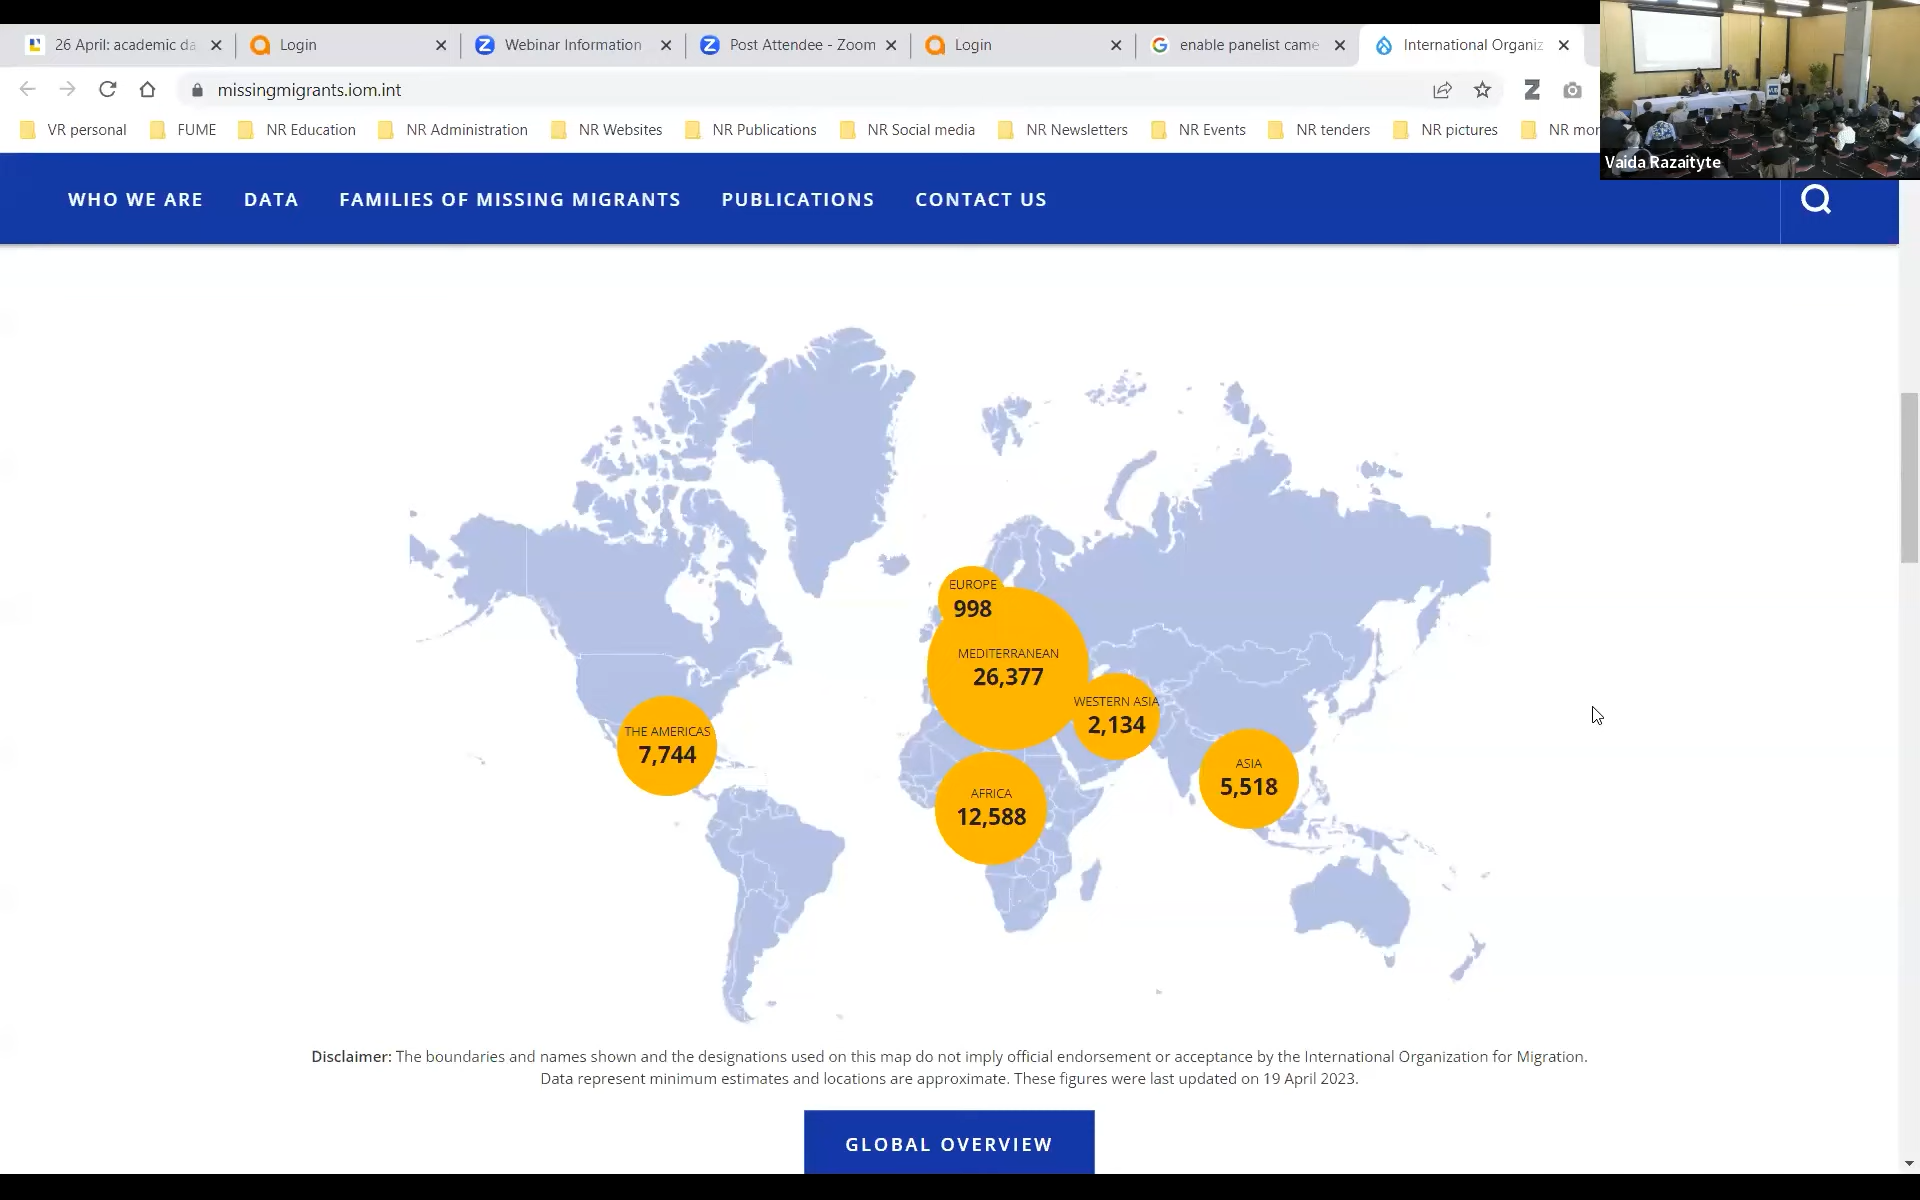 26 April: academic da
Login
Webinar Information
Post Attendee - Zoom
Login
enable panelist came
International Organiz
missingmigrants.iom.int
VR personal
FUME
NR Education
NR Administration
NR Websites
NR Publications
NR Social media
NR Newsletters
NR Events
NR tenders
NR pictures
NR mor
Vaida Razaityte
WHO WE ARE
DATA
FAMILIES OF MISSING MIGRANTS
PUBLICATIONS
CONTACT US
EUROPE
998
MEDITERRANEAN
26,377
WESTERN ASIA
2,134
THE AMERICAS
7,744
ASIA
5,518
AFRICA
12,588
Disclaimer: The boundaries and names shown and the designations used on this map do not imply official endorsement or acceptance by the International Organization for Migration.
Data represent minimum estimates and locations are approximate. These figures were last updated on 19 April 2023.
GLOBAL OVERVIEW